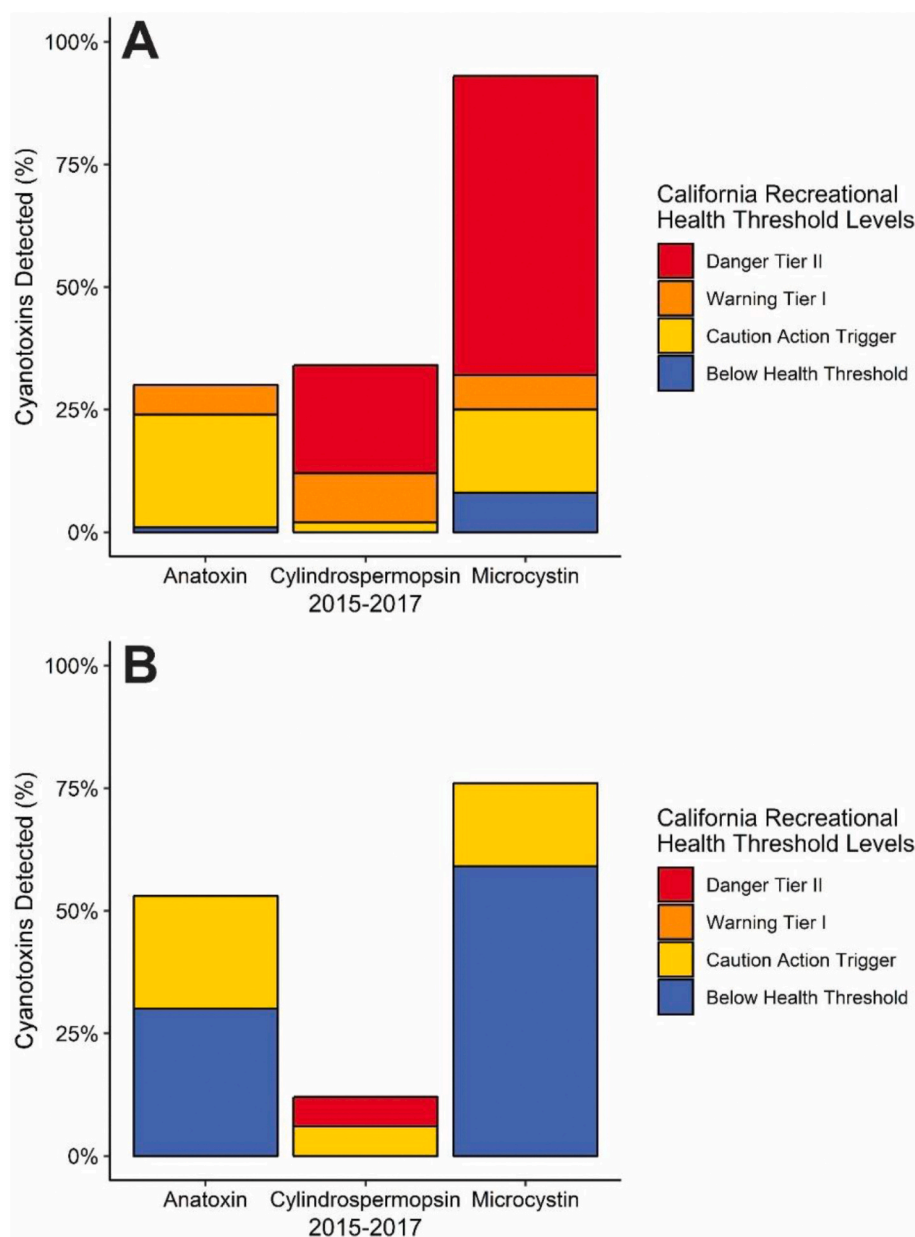 A
100%
75%
50%
25%
0%
Cyanotoxins Detected (%)
Anatoxin Cylindrospermopsin Microcystin
2015-2017
California Recreational
Health Threshold Levels
Danger Tier II
Warning Tier I
Caution Action Trigger
Below Health Threshold
B
100%
75%
50%
25%
0%
Cyanotoxins Detected (%)
Anatoxin Cylindrospermopsin Microcystin
2015-2017
California Recreational
Health Threshold Levels
Danger Tier II
Warning Tier I
Caution Action Trigger
Below Health Threshold